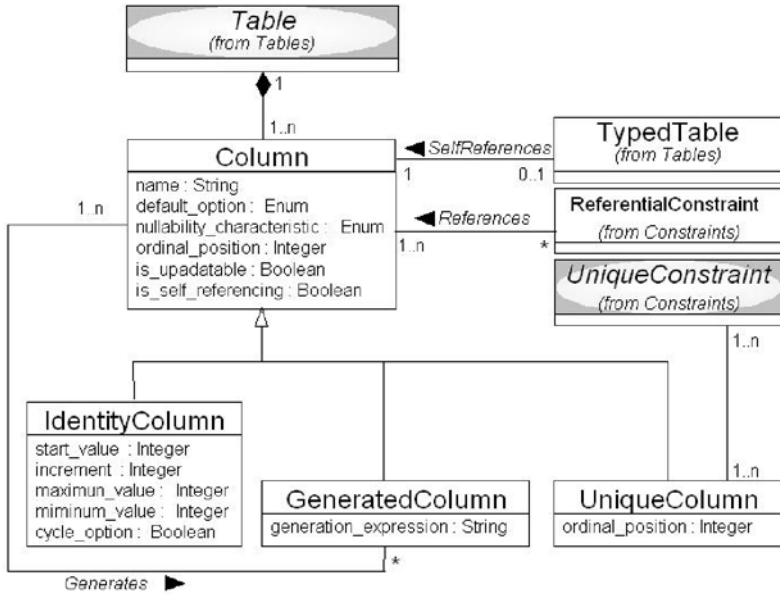 Table
(from Tables)
1
1..n
Column
name : String
default_option : Enum
nullability_characteristic : Enum
ordinal_position : Integer
is_upadatable : Boolean
is_self_referencing : Boolean
◀ SelfReferences
1
0..1
TypedTable
(from Tables)
◀ References
1..n
*
ReferentialConstraint
(from Constraints)
UniqueConstraint
(from Constraints)
1..n
1..n
1..n
IdentityColumn
start_value : Integer
increment : Integer
maximun_value : Integer
miminum_value : Integer
cycle_option : Boolean
GeneratedColumn
generation_expression : String
*
UniqueColumn
ordinal_position : Integer
Generates ▶